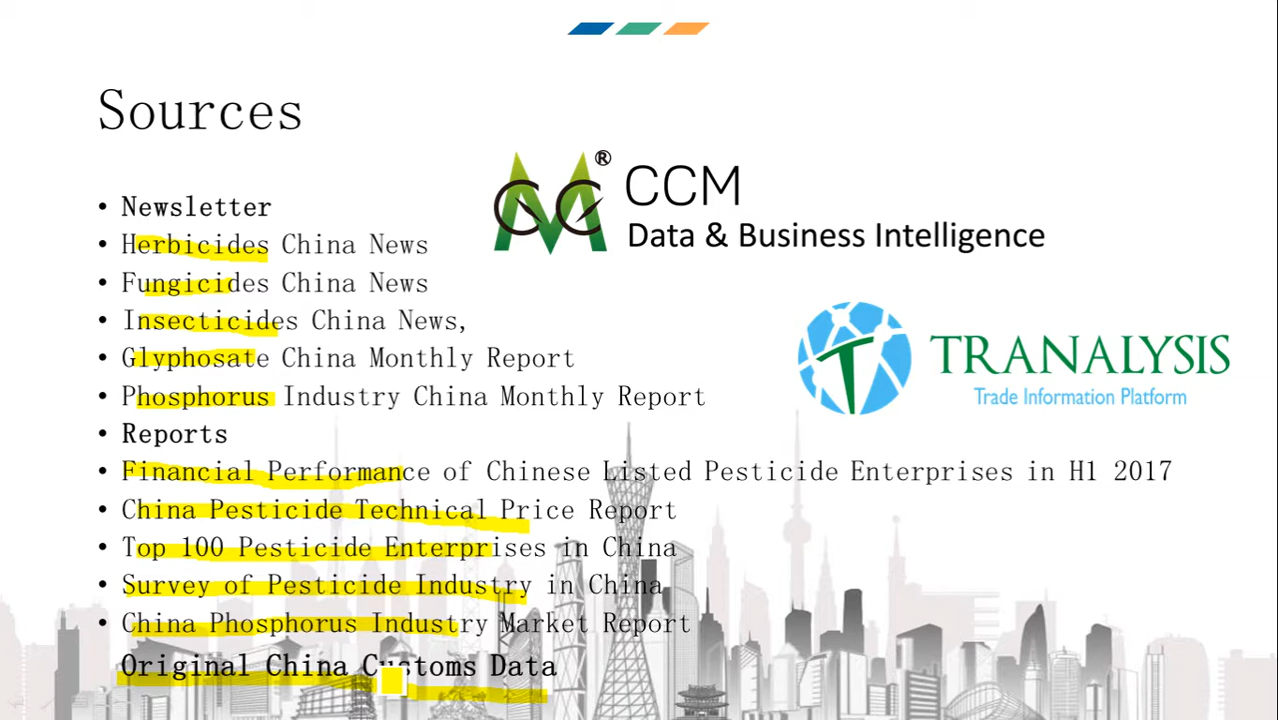 Sources
• Newsletter
• Herbicides China News
• Fungicides China News
• Insecticides China News,
• Glyphosate China Monthly Report
• Phosphorus Industry China Monthly Report
• Reports
• Financial Performance of Chinese Listed Pesticide Enterprises in H1 2017
• China Pesticide Technical Price Report
• Top 100 Pesticide Enterprises in China
• Survey of Pesticide Industry in China
• China Phosphorus Industry Market Report
Original China Customs Data
®
CCM
Data & Business Intelligence
TRANALYSIS
Trade Information Platform